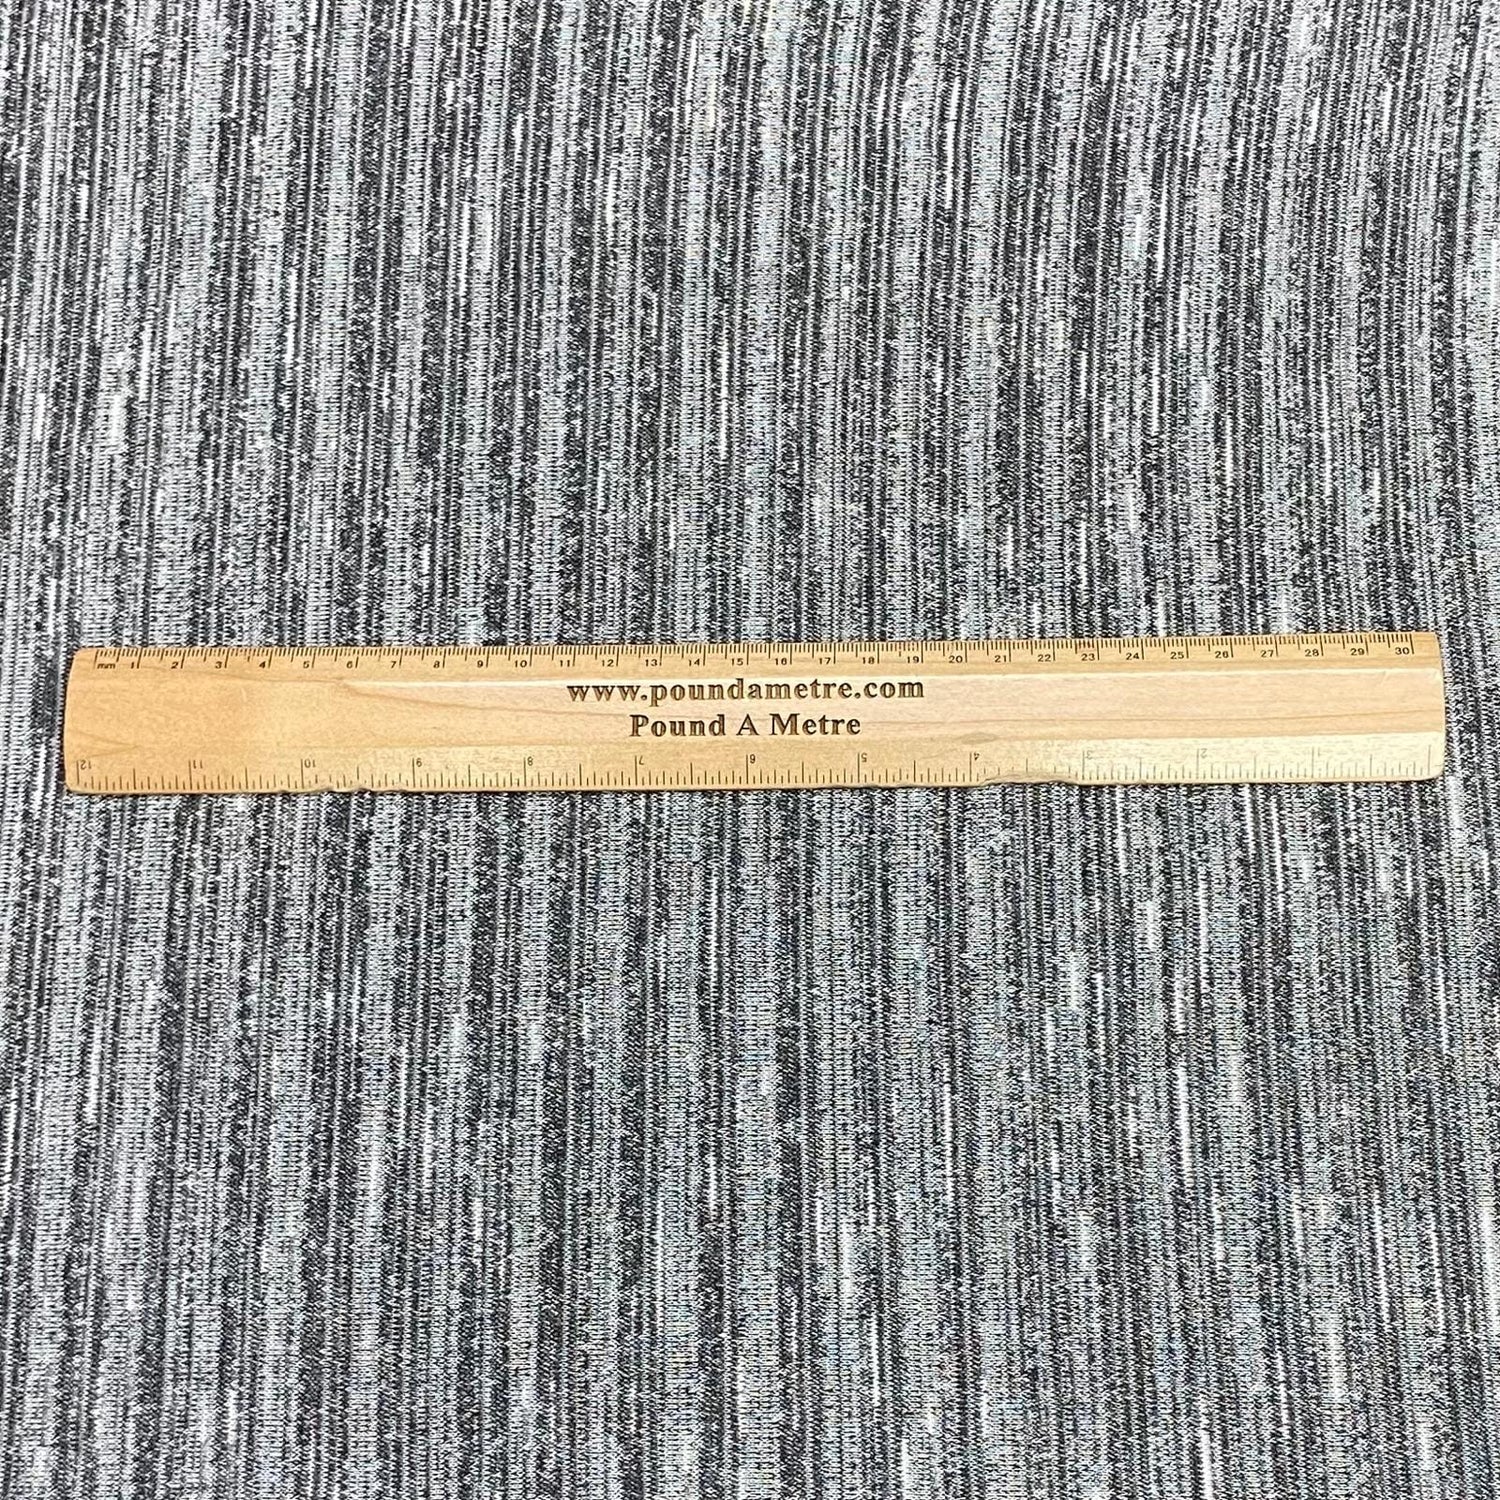 mm 1 2 3 4 5 6 7 8 9 10 11 12 13 14 15 16 17 18 19 20 21 22 23 24 25 26 27 28 29 30
www.poundametre.com
Pound A Metre
12 11 10 9 8 7 6 5 4 3 2 1